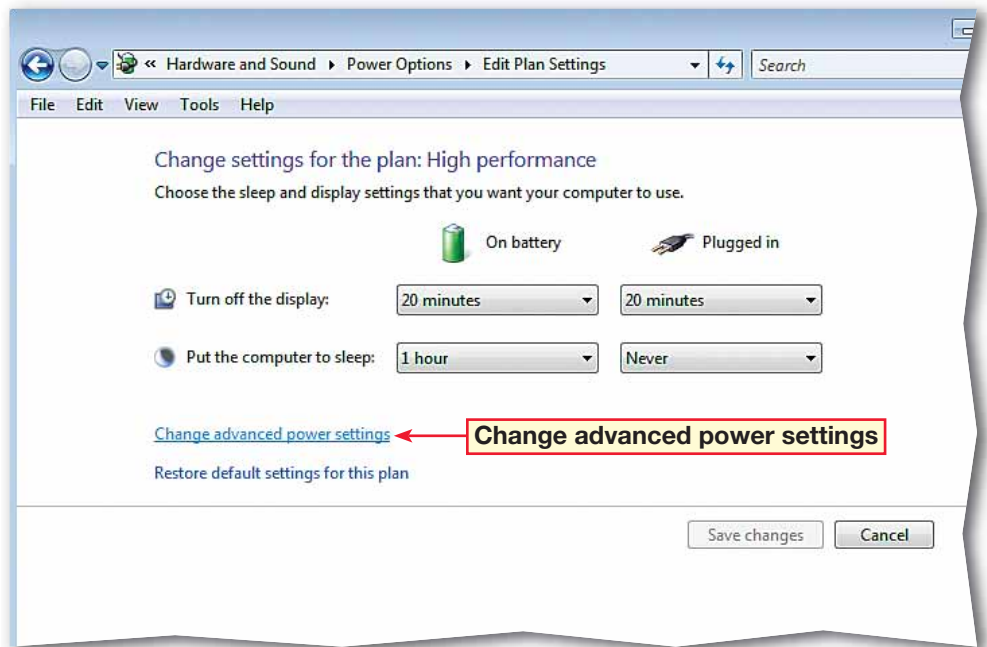 « Hardware and Sound ▸ Power Options ▸ Edit Plan Settings Search
File Edit View Tools Help
Change settings for the plan: High performance
Choose the sleep and display settings that you want your computer to use.
On battery Plugged in
Turn off the display: 20 minutes 20 minutes
Put the computer to sleep: 1 hour Never
Change advanced power settings Change advanced power settings
Restore default settings for this plan
Save changes Cancel